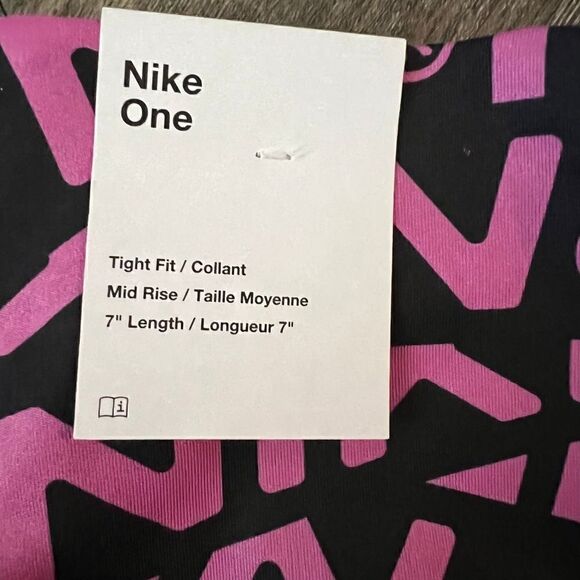 Nike
One
Tight Fit / Collant
Mid Rise / Taille Moyenne
7" Length / Longueur 7"
i